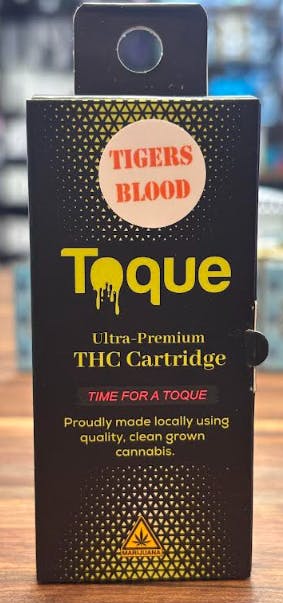 TIGERS
BLOOD
Toque
Ultra-Premium
THC Cartridge
TIME FOR A TOQUE
Proudly made locally using
quality, clean grown
cannabis.
MARIJUANA